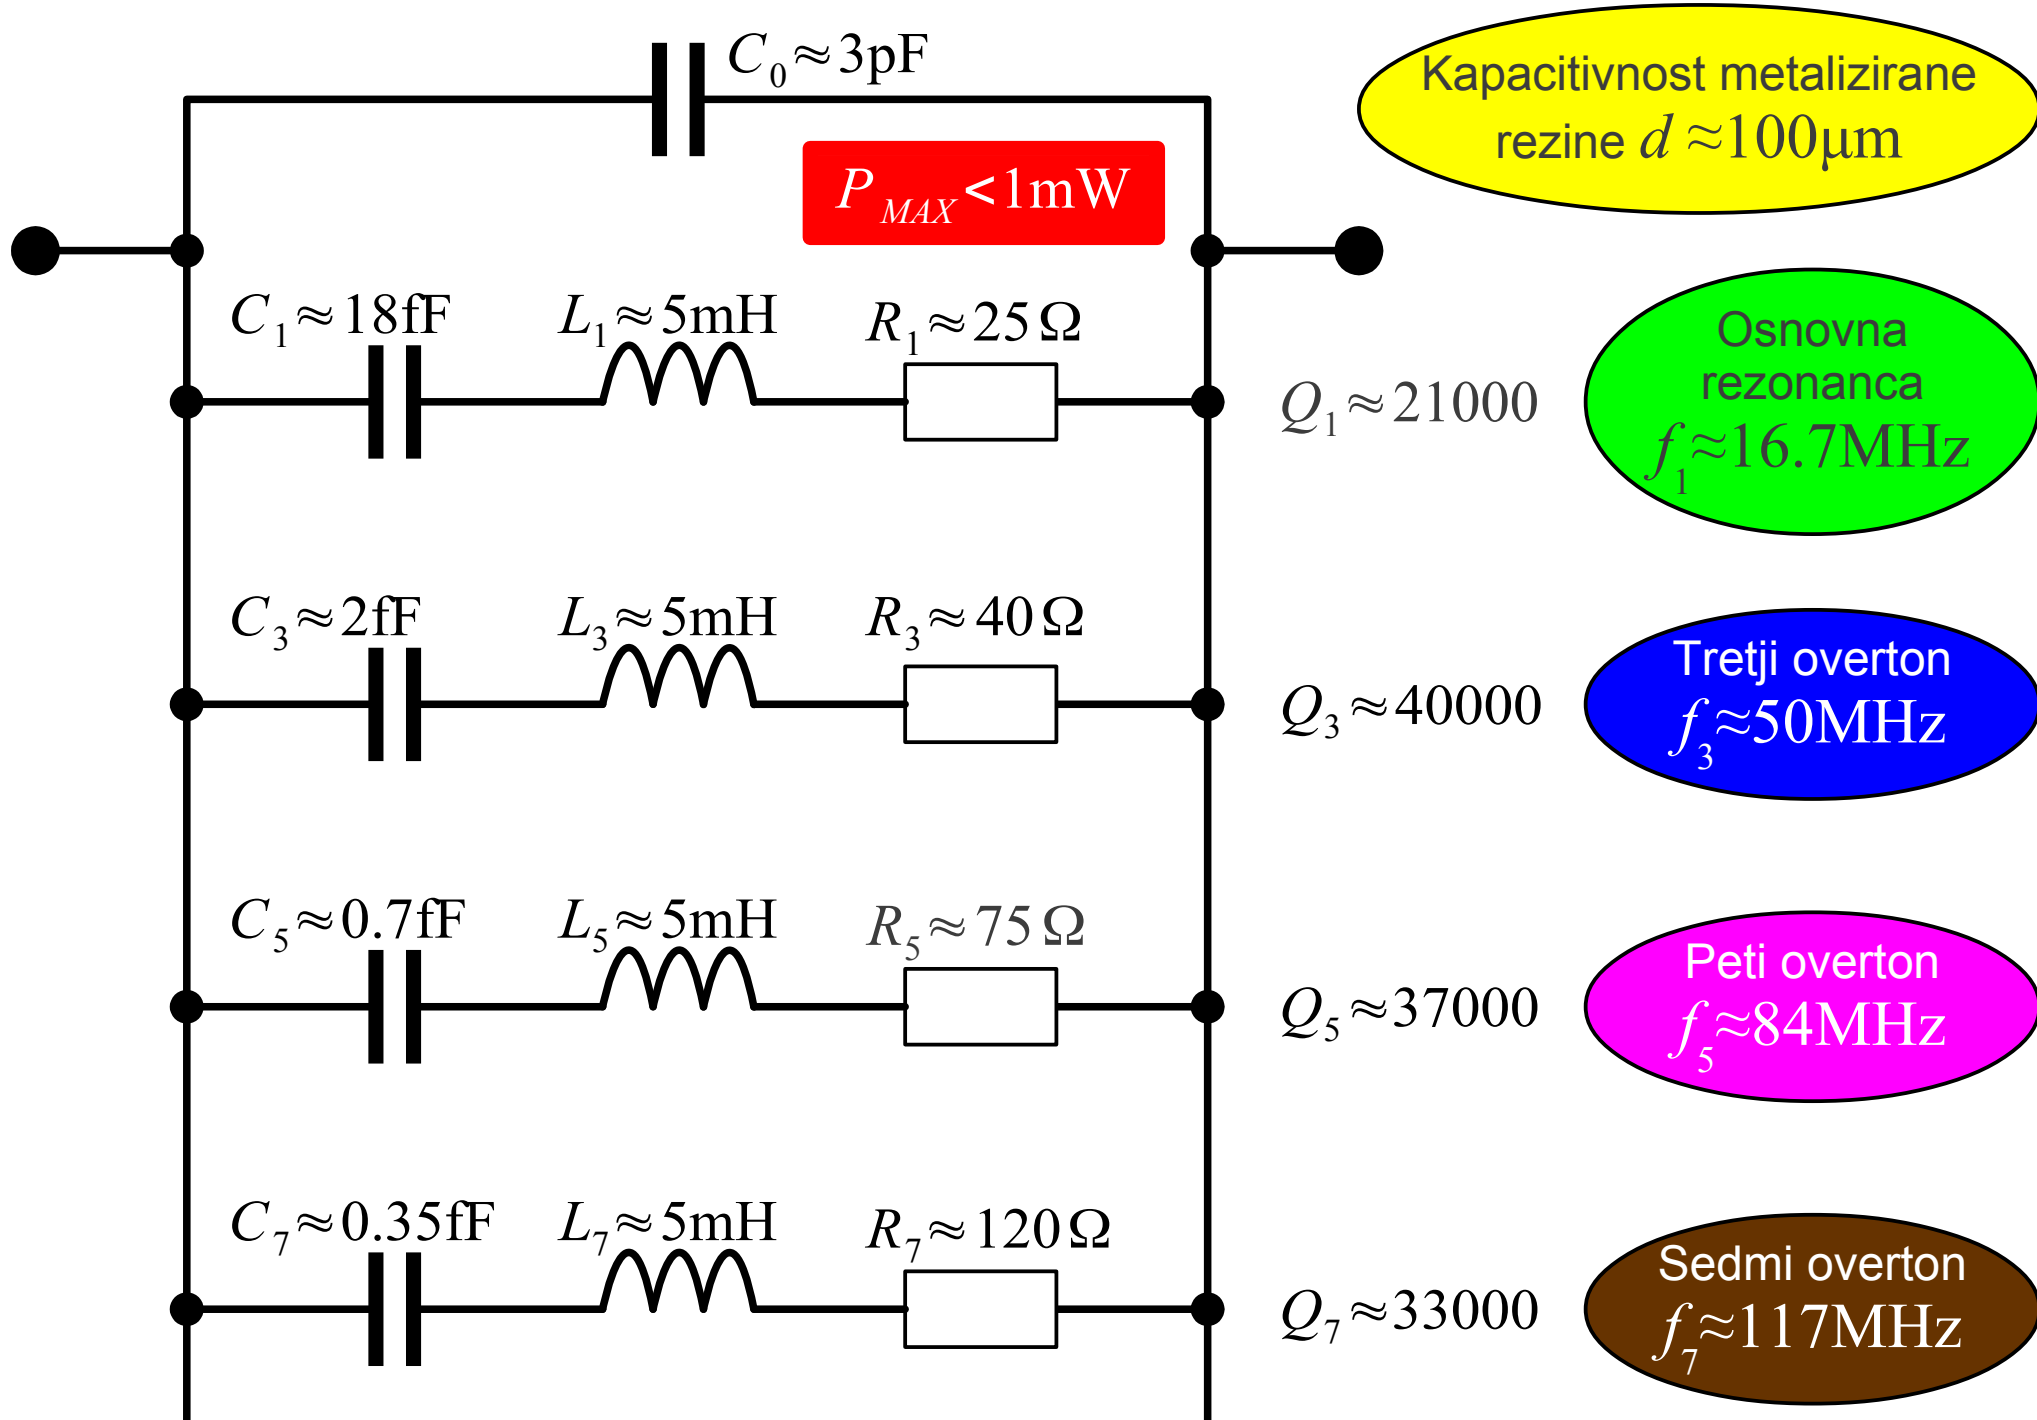 C₀≈3pF
Kapacitivnost metalizirane
rezine d≈100μm
P_MAX<1mW
C₁≈18fF L₁≈5mH R₁≈25Ω
Q₁≈21000
Osnovna
rezonanca
f₁≈16.7MHz
C₃≈2fF L₃≈5mH R₃≈40Ω
Q₃≈40000
Tretji overton
f₃≈50MHz
C₅≈0.7fF L₅≈5mH R₅≈75Ω
Q₅≈37000
Peti overton
f₅≈84MHz
C₇≈0.35fF L₇≈5mH R₇≈120Ω
Q₇≈33000
Sedmi overton
f₇≈117MHz